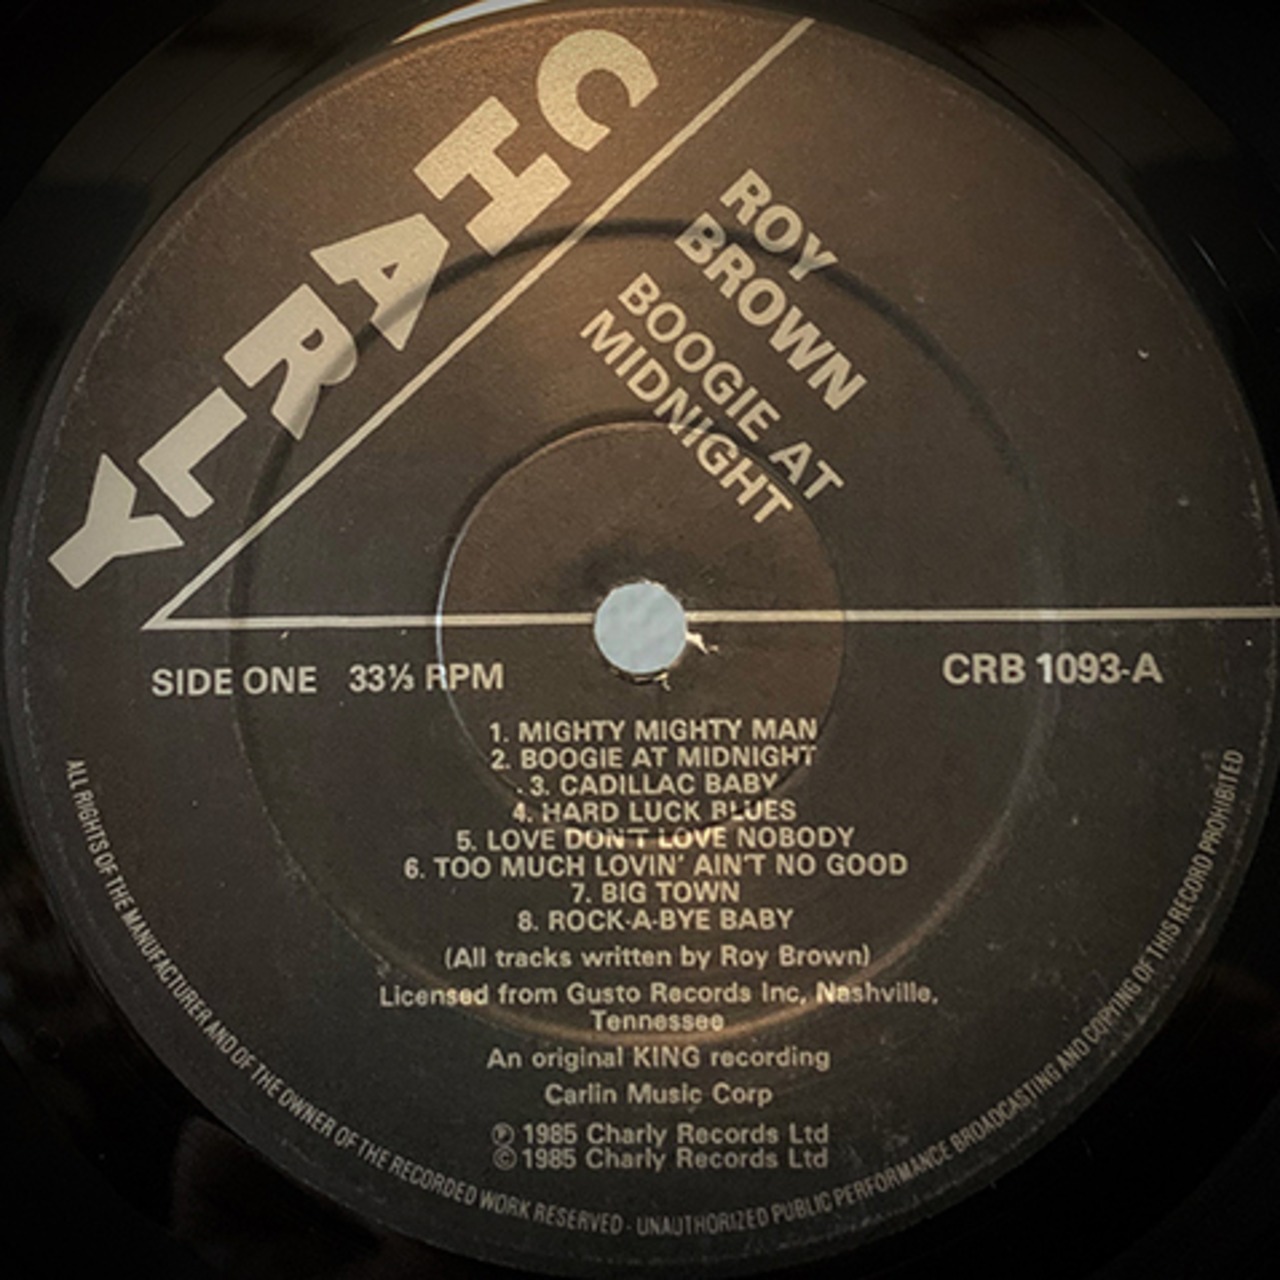 CHARLY
ROY
BROWN
BOOGIE AT
MIDNIGHT
SIDE ONE 33⅓ RPM
CRB 1093-A
1. MIGHTY MIGHTY MAN
2. BOOGIE AT MIDNIGHT
3. CADILLAC BABY
4. HARD LUCK BLUES
5. LOVE DON'T LOVE NOBODY
6. TOO MUCH LOVIN' AIN'T NO GOOD
7. BIG TOWN
8. ROCK-A-BYE BABY
(All tracks written by Roy Brown)
Licensed from Gusto Records Inc, Nashville,
Tennessee
An original KING recording
Carlin Music Corp
℗ 1985 Charly Records Ltd
© 1985 Charly Records Ltd
ALL RIGHTS OF THE MANUFACTURER AND OF THE OWNER OF THE RECORDED WORK RESERVED - UNAUTHORIZED PUBLIC PERFORMANCE BROADCASTING AND COPYING OF THIS RECORD PROHIBITED